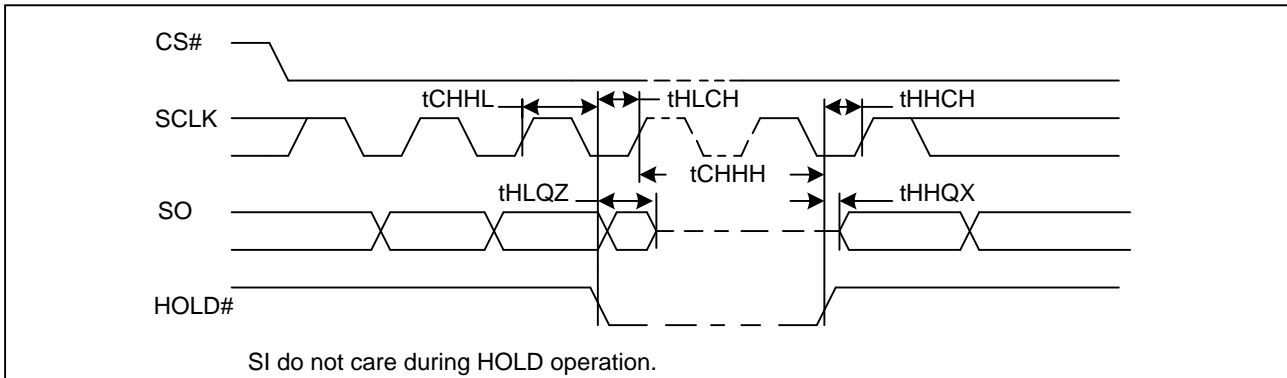 CS#
tCHHL
tHLCH
tHHCH
SCLK
tCHHH
tHLQZ
tHHQX
SO
HOLD#
SI do not care during HOLD operation.